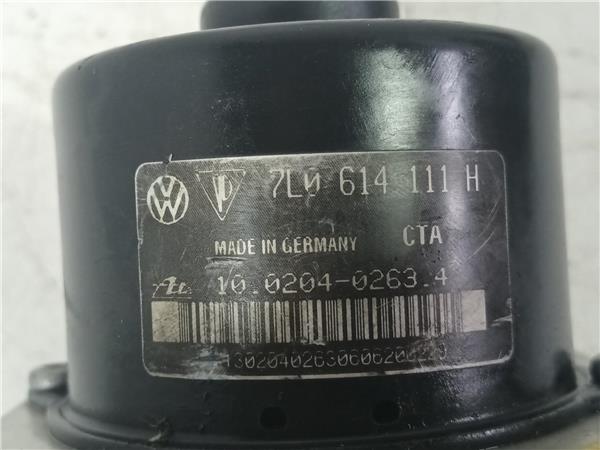 7L0 614 111 H
MADE IN GERMANY CTA
10.0204-0263.4